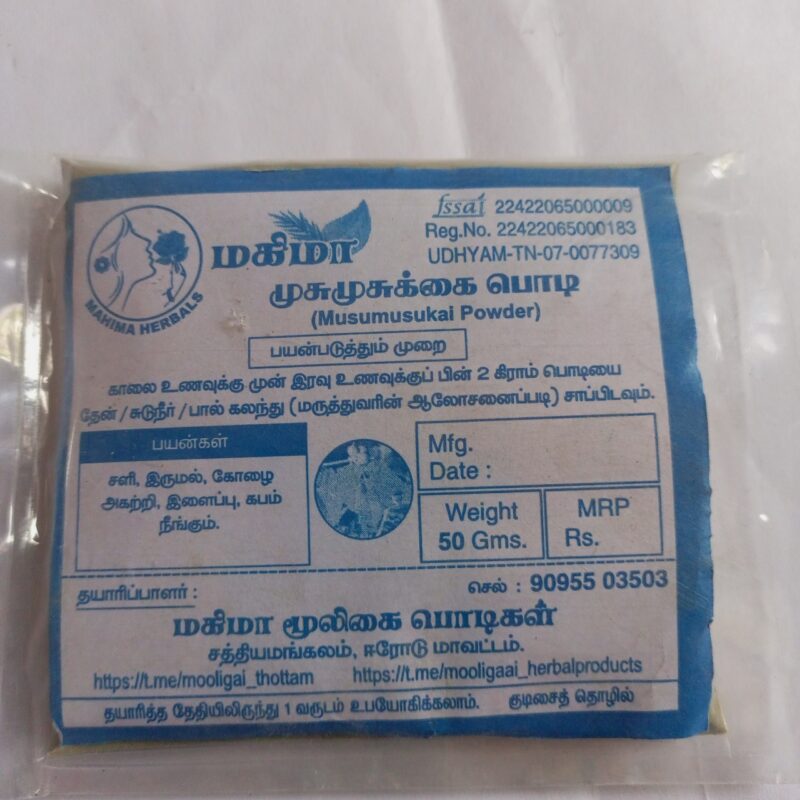 fssai 22422065000009
Reg.No. 22422065000183
UDHYAM-TN-07-0077309
MAHIMA HERBALS
மகிமா
முசுமுசுக்கை பொடி
(Musumusukai Powder)
பயன்படுத்தும் முறை
காலை உணவுக்கு முன் இரவு உணவுக்குப் பின் 2 கிராம் பொடியை
தேன் / சுடுநீர் / பால் கலந்து (மருத்துவரின் ஆலோசனைப்படி) சாப்பிடவும்.
பயன்கள்
சளி, இருமல், கோழை
அகற்றி, இளைப்பு, கபம்
நீங்கும்.
Mfg.
Date :
Weight
50 Gms.
MRP
Rs.
தயாரிப்பாளர் :
செல் : 90955 03503
மகிமா மூலிகை பொடிகள்
சத்தியமங்கலம், ஈரோடு மாவட்டம்.
https://t.me/mooligai_thottam https://t.me/mooligaai_herbalproducts
தயாரித்த தேதியிலிருந்து 1 வருடம் உபயோகிக்கலாம். குடிசைத் தொழில்